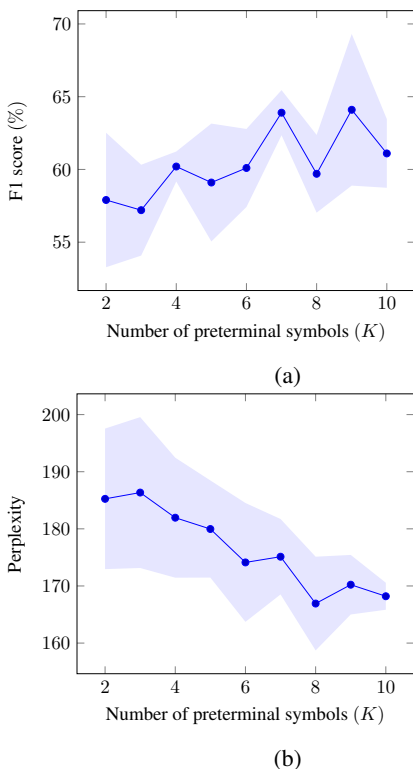 70
65
60
55
F1 score (%)
2 4 6 8 10
Number of preterminal symbols (K)
(a)
200
190
180
170
160
Perplexity
2 4 6 8 10
Number of preterminal symbols (K)
(b)